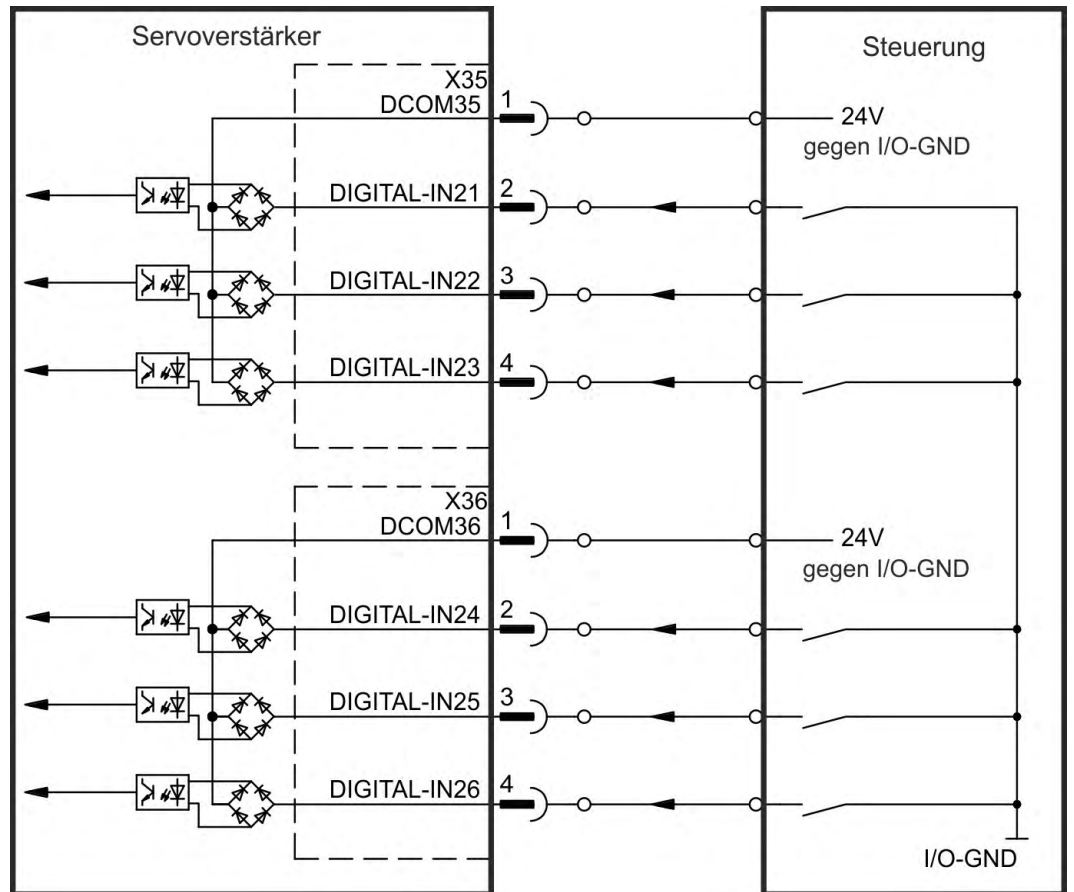 Servoverstärker
Steuerung
X35
DCOM35
1
24V
gegen I/O-GND
DIGITAL-IN21
2
DIGITAL-IN22
3
DIGITAL-IN23
4
X36
DCOM36
1
24V
gegen I/O-GND
DIGITAL-IN24
2
DIGITAL-IN25
3
DIGITAL-IN26
4
I/O-GND